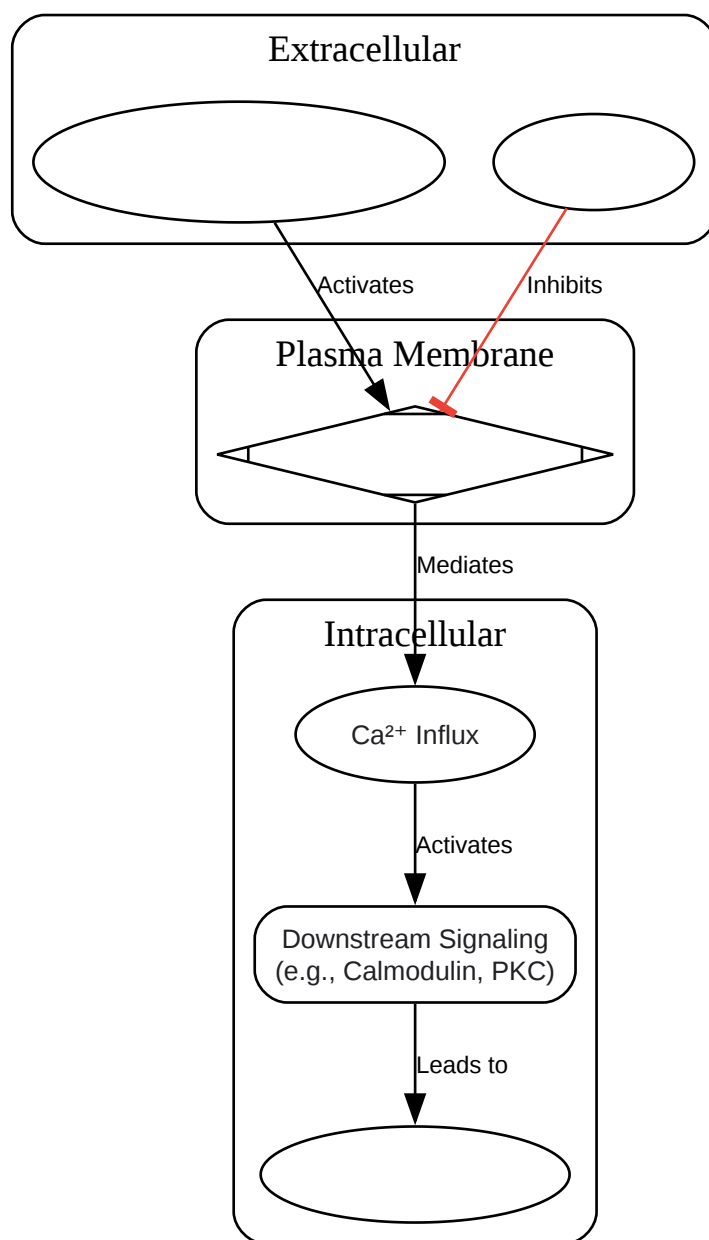 Extracellular
Activates
Inhibits
Plasma Membrane
Mediates
Intracellular
Ca²⁺ Influx
Activates
Downstream Signaling
(e.g., Calmodulin, PKC)
Leads to